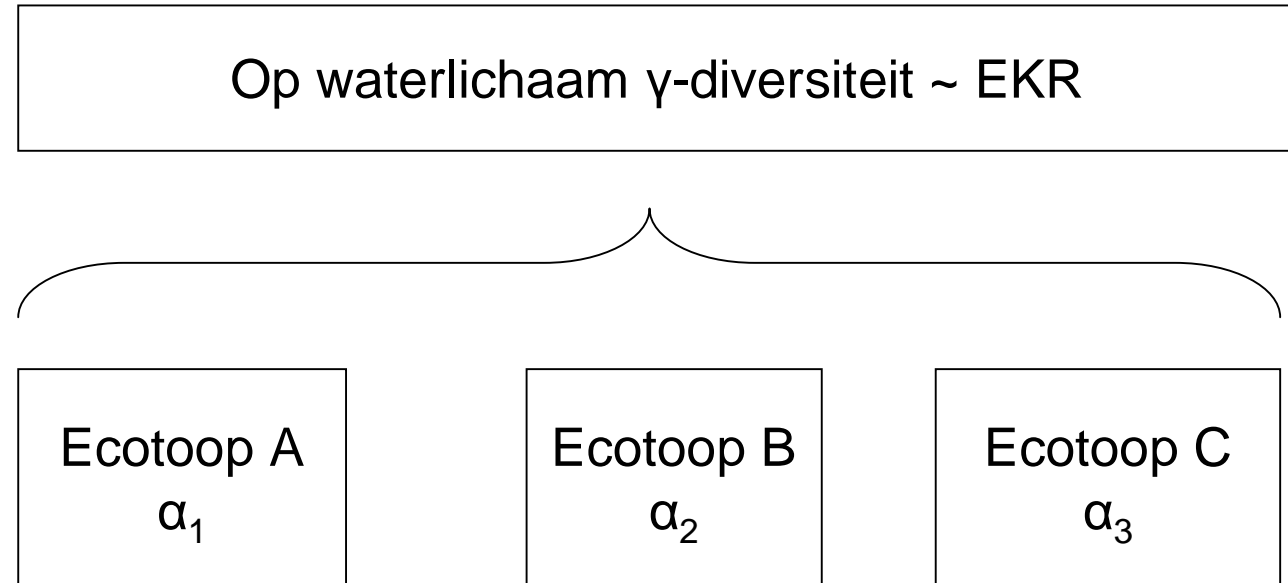 Op waterlichaam γ-diversiteit ~ EKR
Ecotoop A
α₁
Ecotoop B
α₂
Ecotoop C
α₃